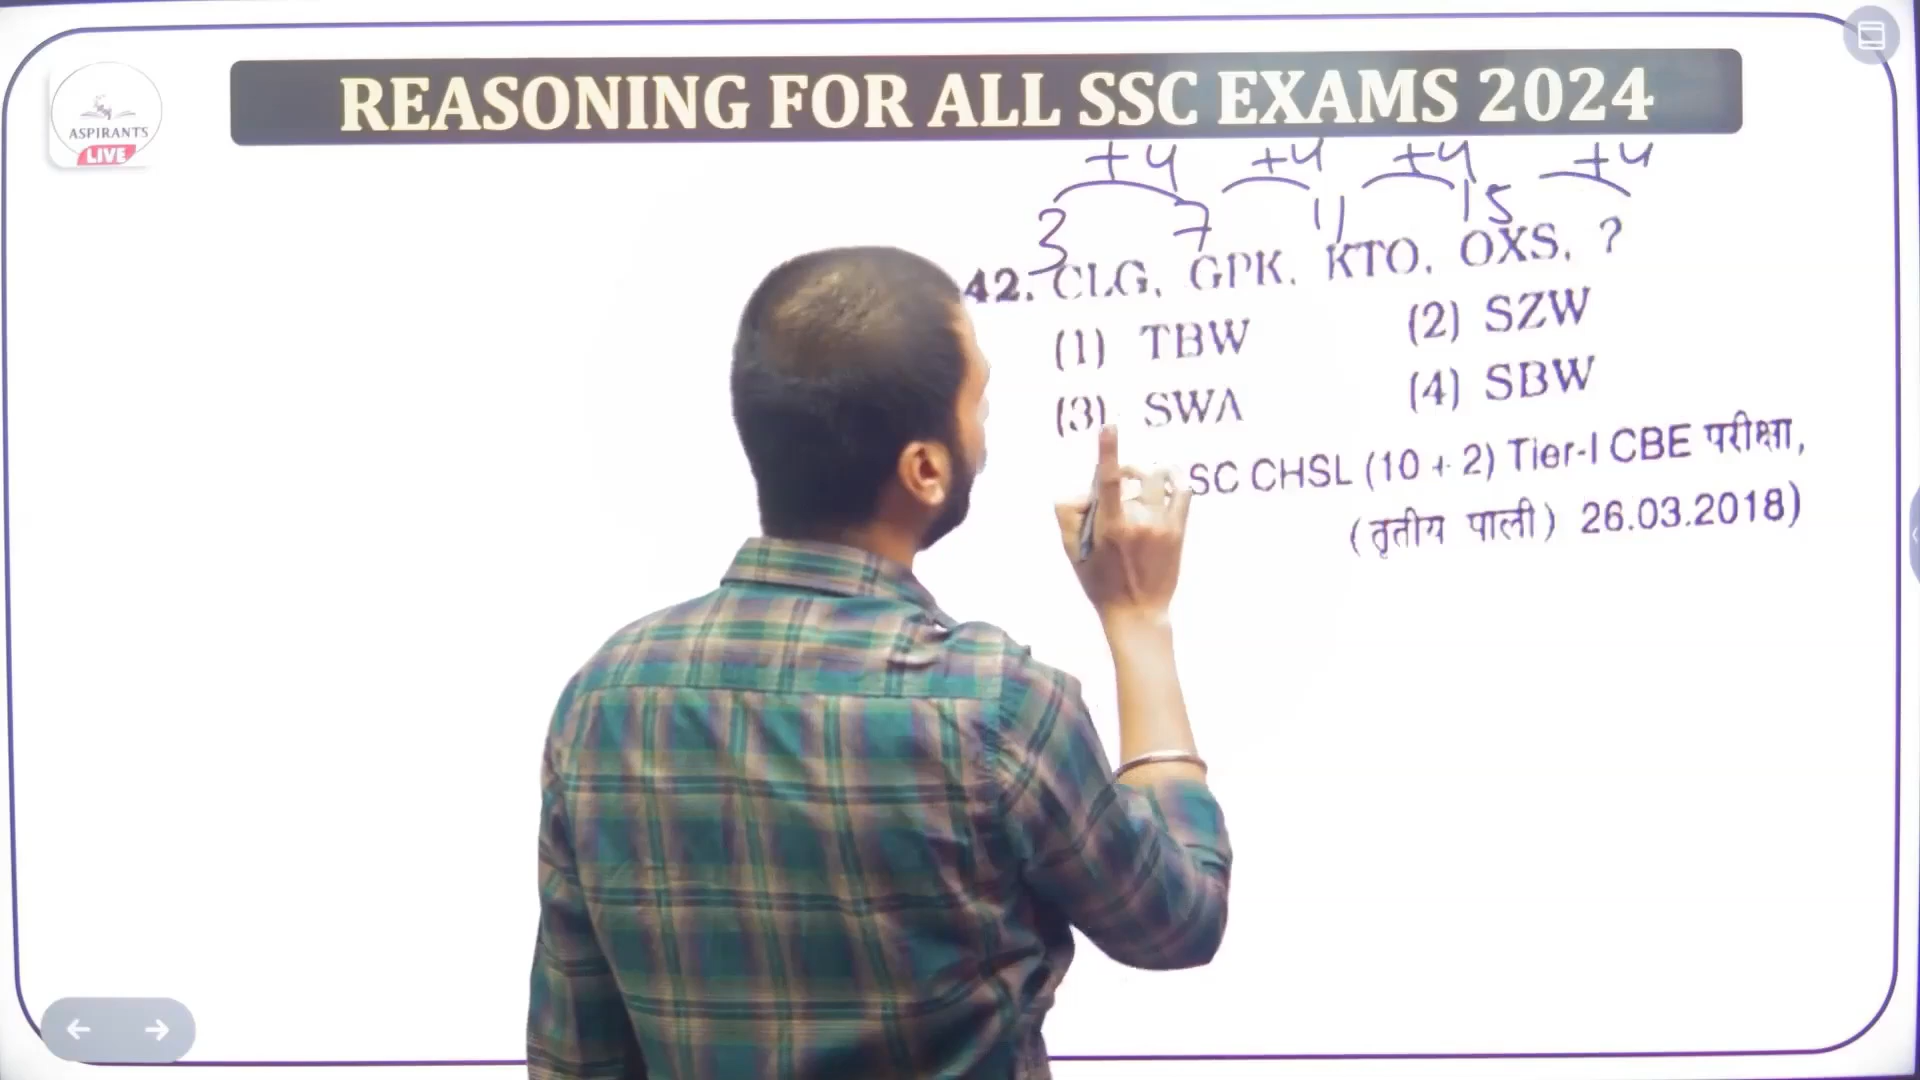 ASPIRANTS
LIVE
REASONING FOR ALL SSC EXAMS 2024
+4 +4 +4 +4
3 7 11 15
42. CLG, GPK, KTO, OXS, ?
(1) TBW (2) SZW
(3) SWA (4) SBW
SC CHSL (10 + 2) Tier-I CBE परीक्षा,
(तृतीय पाली) 26.03.2018)